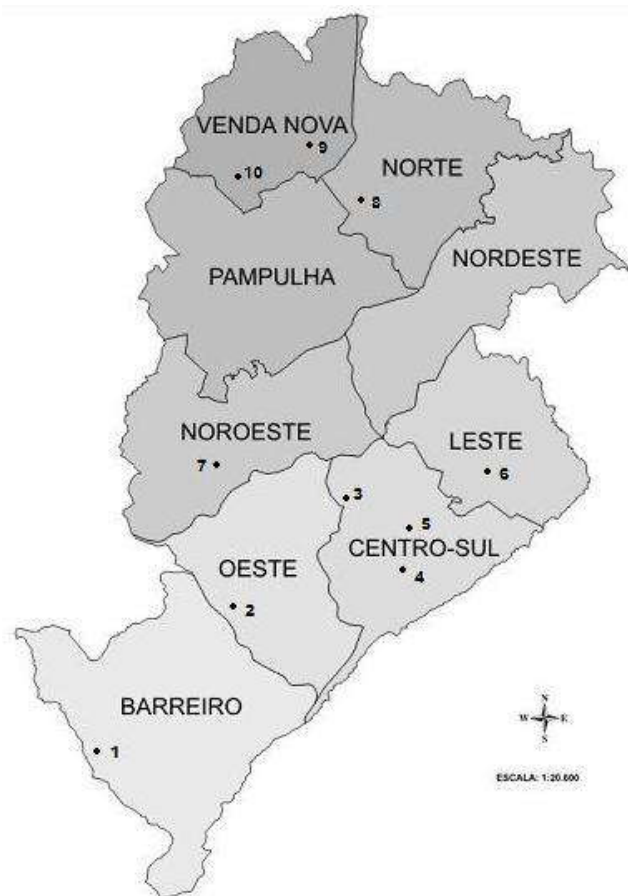 VENDA NOVA
9
10
NORTE
8
NORDESTE
PAMPULHA
NOROESTE
7
LESTE
6
3
5
CENTRO-SUL
4
OESTE
2
BARREIRO
1
N
W E
S
ESCALA: 1:20.600